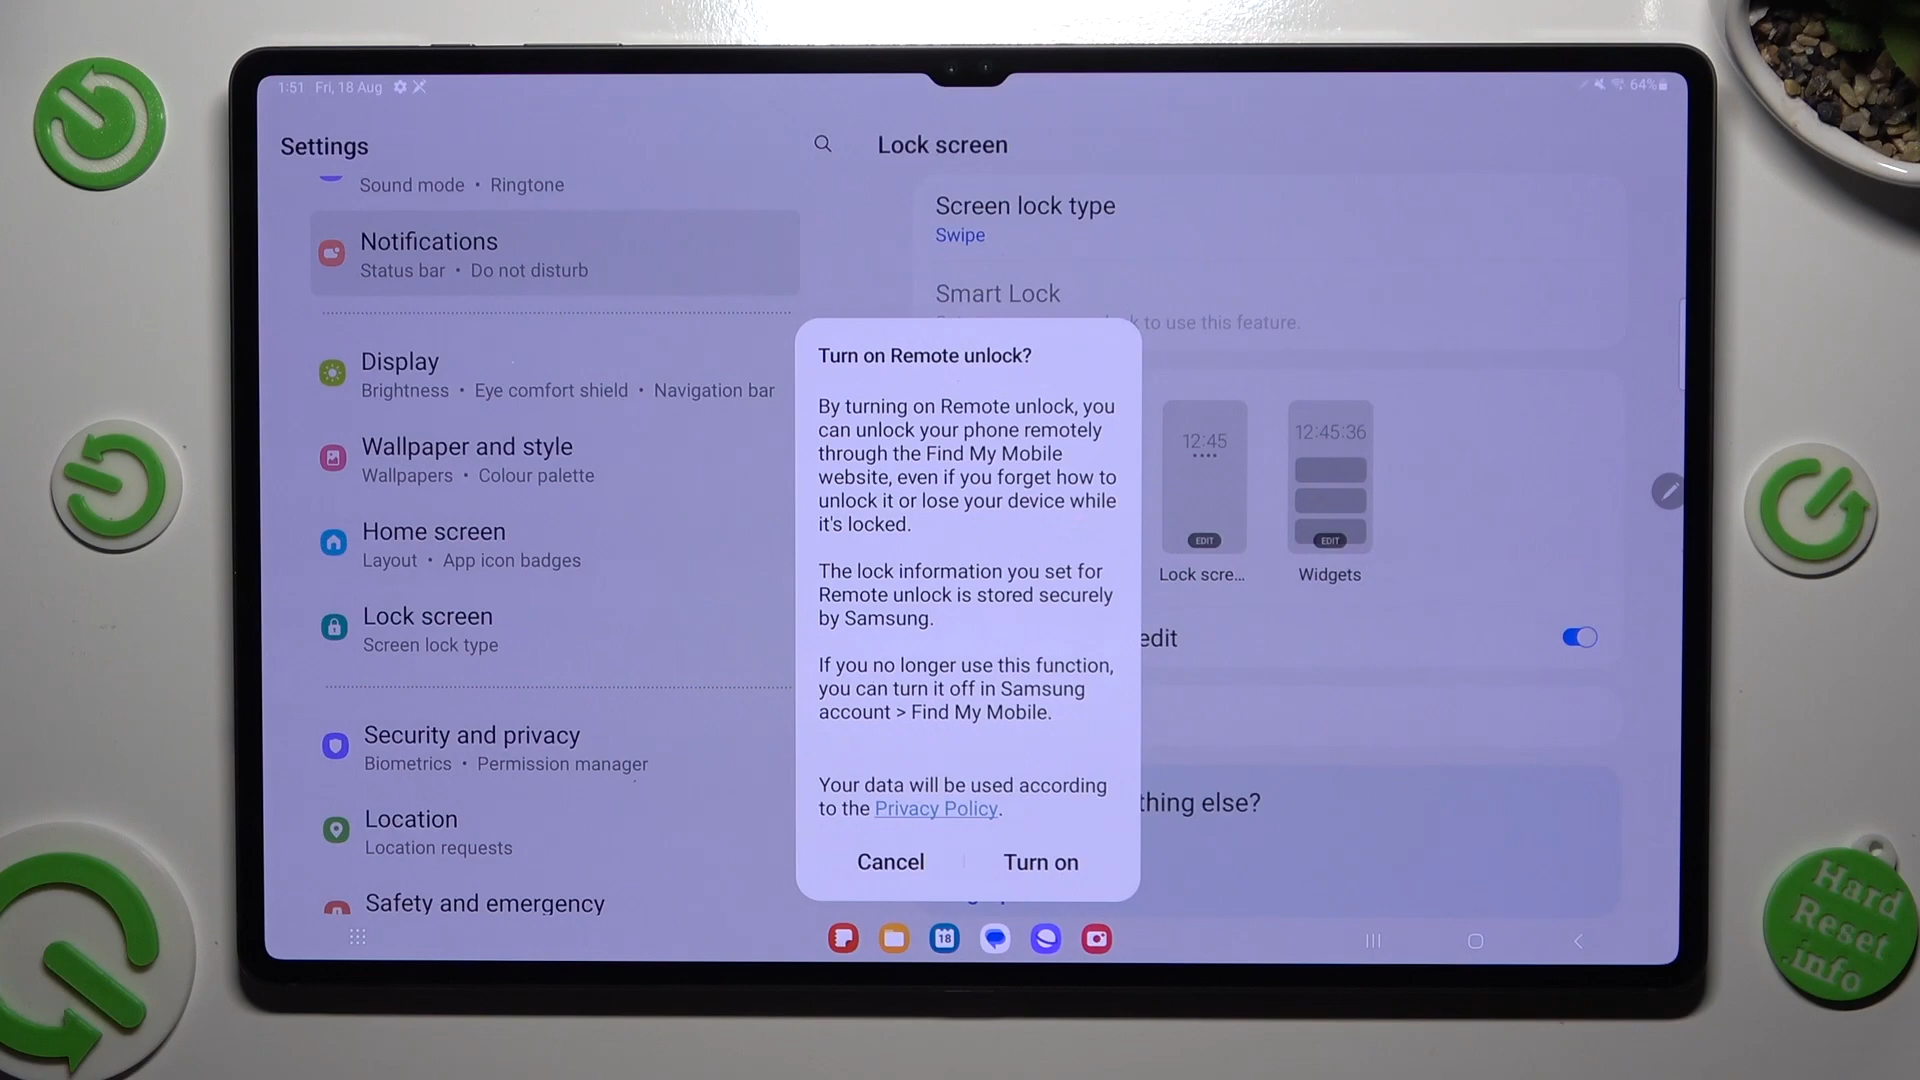 1:51 Fri, 18 Aug
64%
Settings
Sound mode • Ringtone
Notifications
Status bar • Do not disturb
Display
Brightness • Eye comfort shield • Navigation bar
Wallpaper and style
Wallpapers • Colour palette
Home screen
Layout • App icon badges
Lock screen
Screen lock type
Security and privacy
Biometrics • Permission manager
Location
Location requests
Safety and emergency
Lock screen
Screen lock type
Swipe
Smart Lock
to use this feature.
12:45
EDIT
Lock scre...
12:45:36
EDIT
Widgets
edit
thing else?
Turn on Remote unlock?
By turning on Remote unlock, you
can unlock your phone remotely
through the Find My Mobile
website, even if you forget how to
unlock it or lose your device while
it's locked.
The lock information you set for
Remote unlock is stored securely
by Samsung.
If you no longer use this function,
you can turn it off in Samsung
account > Find My Mobile.
Your data will be used according
to the Privacy Policy.
Cancel
Turn on
18
Hard
Reset
.info